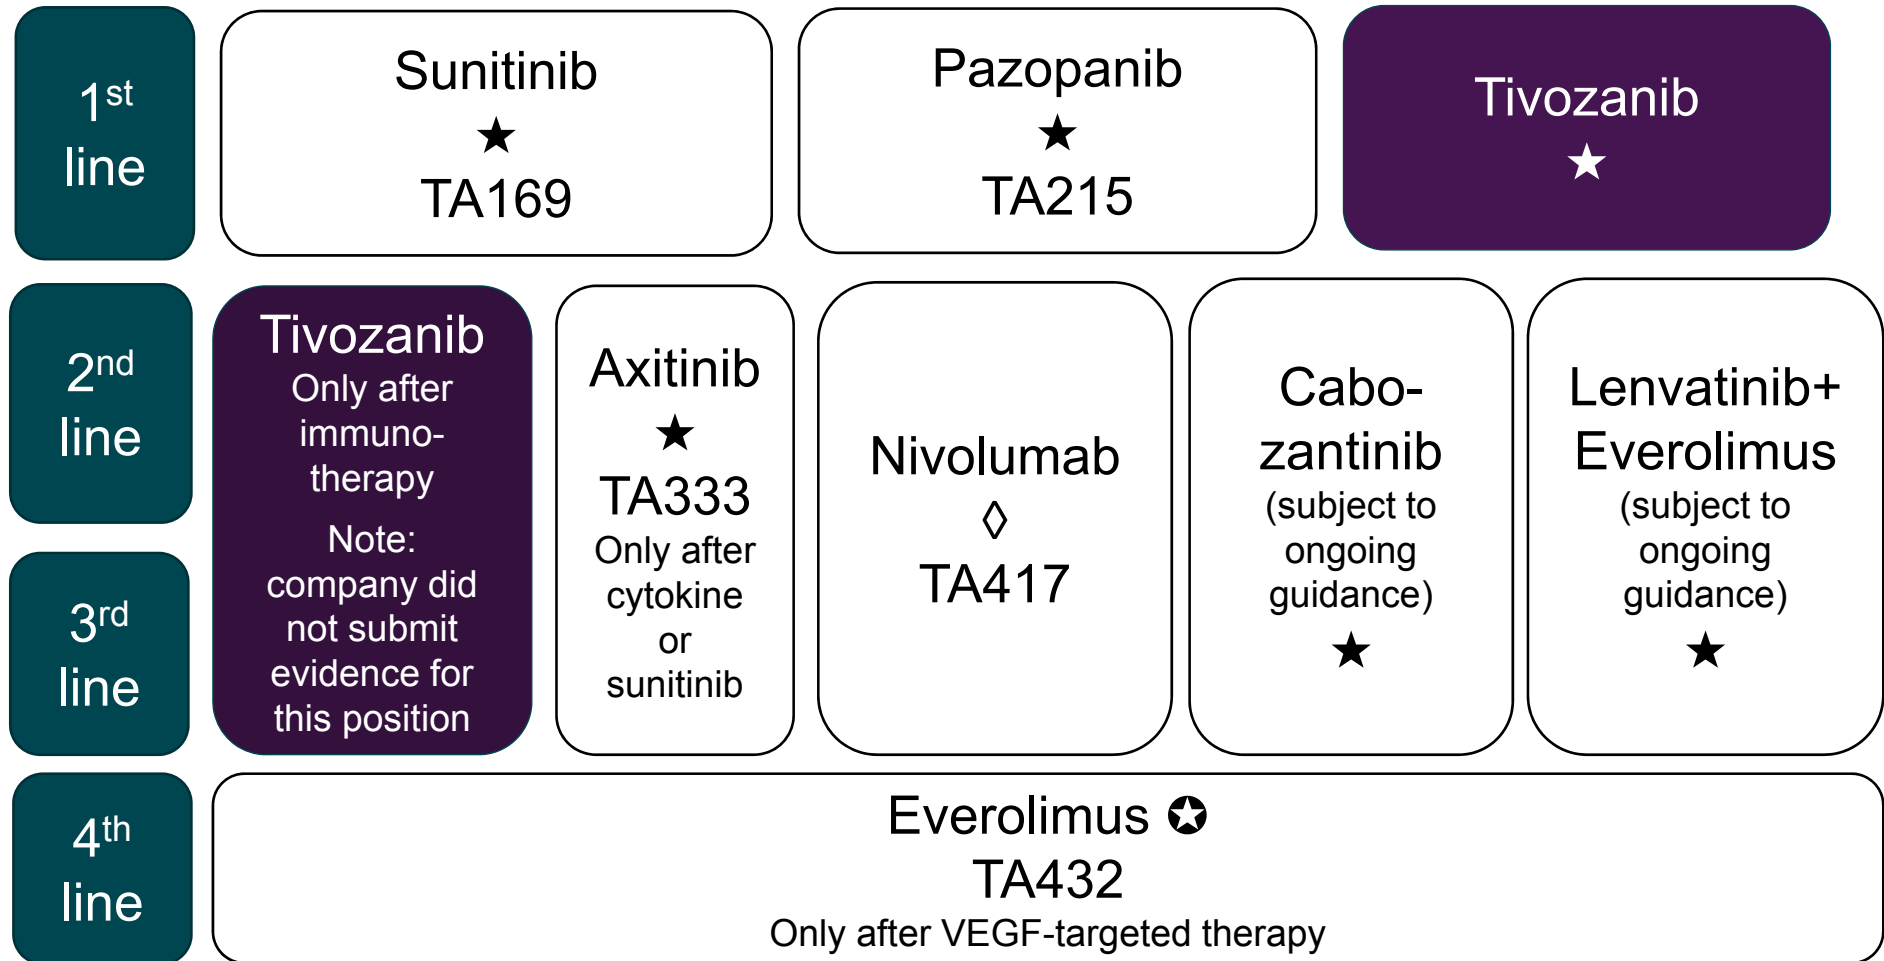 1st
line
Sunitinib
★
TA169
Pazopanib
★
TA215
Tivozanib
★
2nd
line
3rd
line
Tivozanib
Only after
immuno-
therapy
Note:
company did
not submit
evidence for
this position
Axitinib
★
TA333
Only after
cytokine
or
sunitinib
Nivolumab
◊
TA417
Cabo-
zantinib
(subject to
ongoing
guidance)
★
Lenvatinib+
Everolimus
(subject to
ongoing
guidance)
★
4th
line
Everolimus ✪
TA432
Only after VEGF-targeted therapy